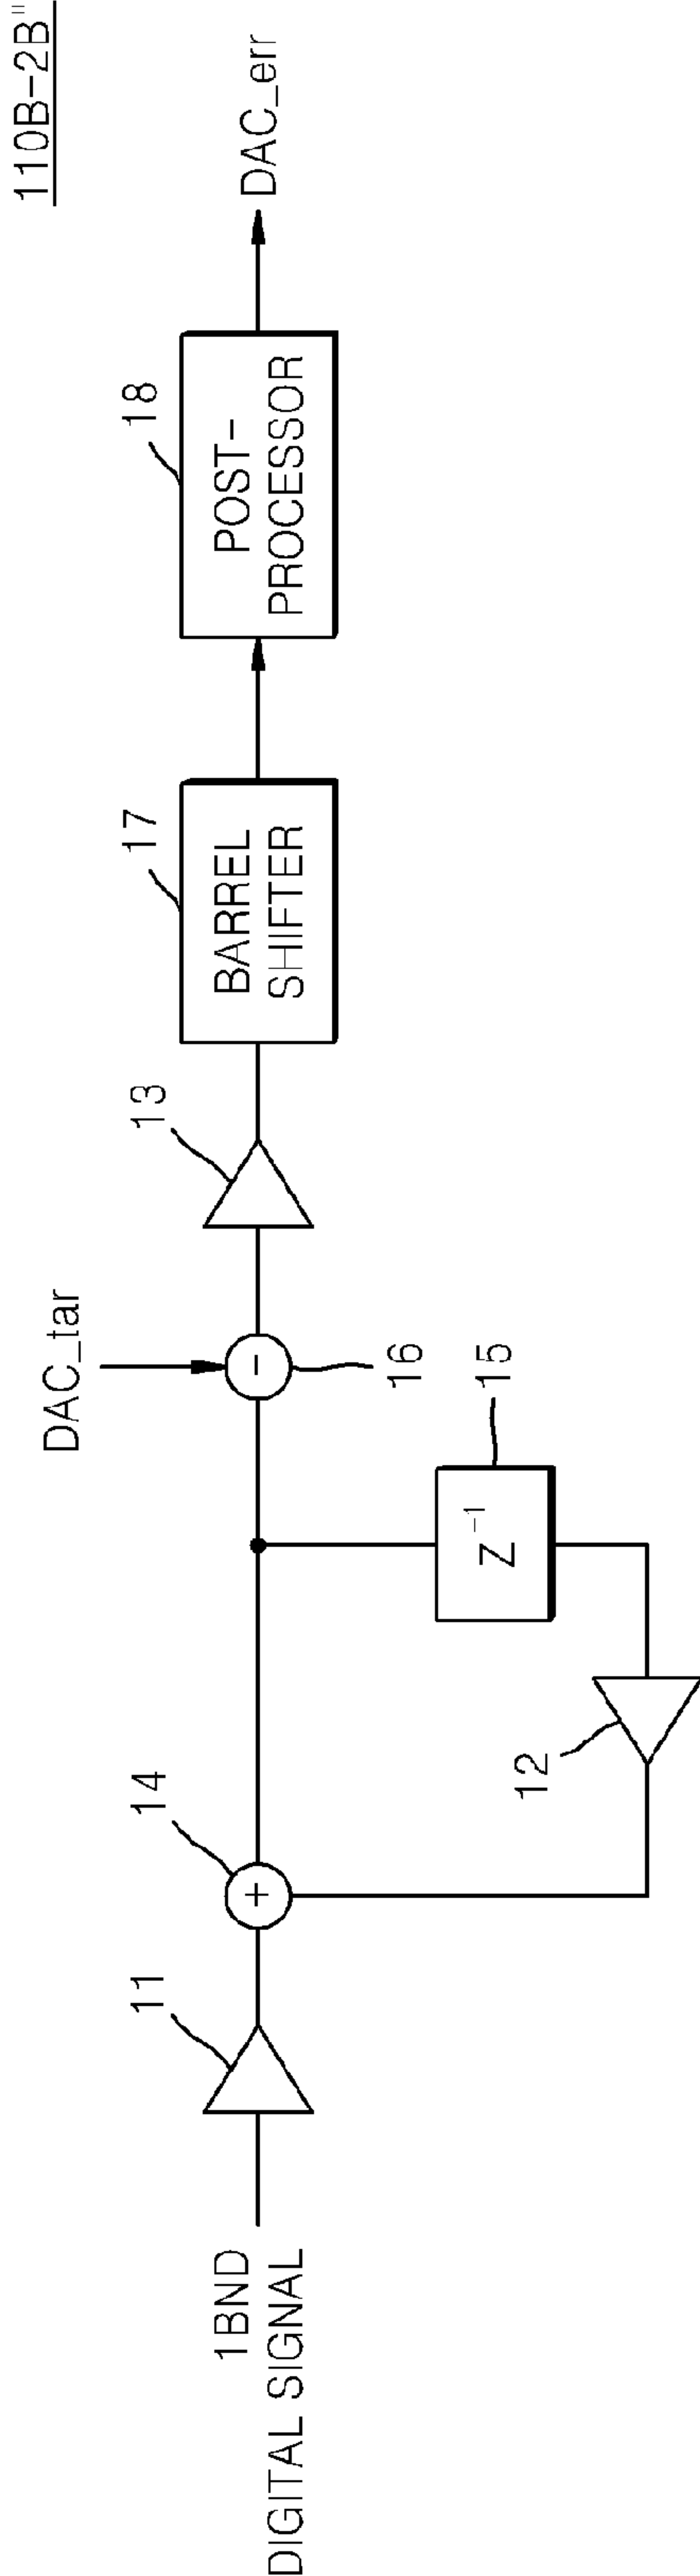 110B-2B"
1BND
DIGITAL SIGNAL
11
14
+
12
Z⁻¹
15
DAC_tar
-
16
13
BARREL
SHIFTER
17
POST-
PROCESSOR
18
DAC_err